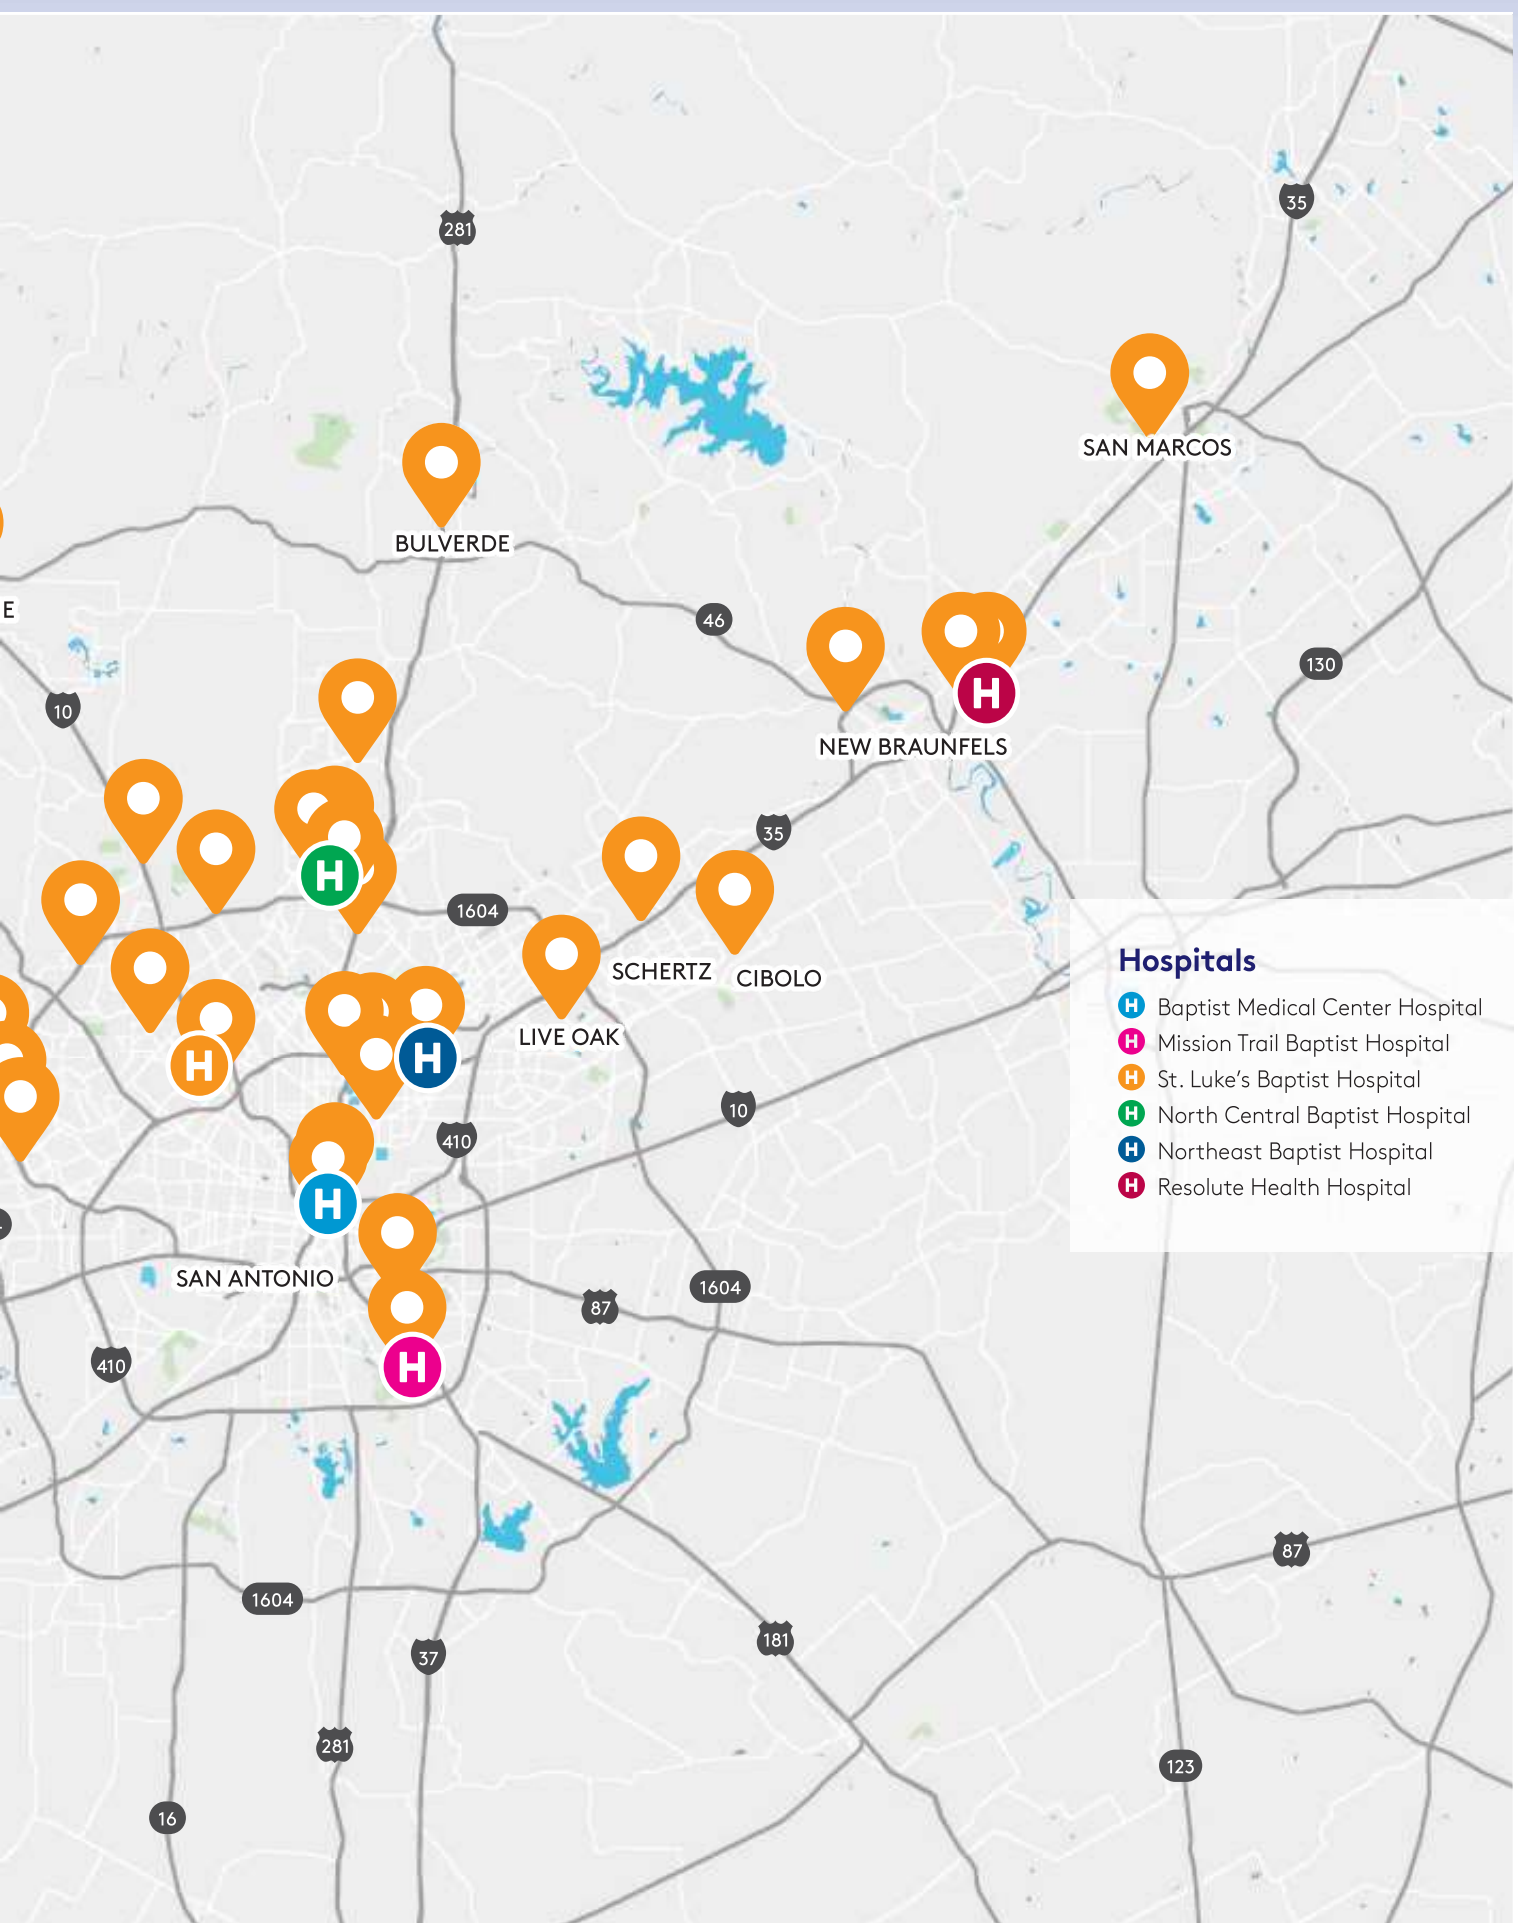 281
35
SAN MARCOS
BULVERDE
E
46
130
10
NEW BRAUNFELS
35
H
H
1604
SCHERTZ
CIBOLO
LIVE OAK
H
H
10
410
H
SAN ANTONIO
1604
87
410
H
Hospitals
H Baptist Medical Center Hospital
H Mission Trail Baptist Hospital
H St. Luke's Baptist Hospital
H North Central Baptist Hospital
H Northeast Baptist Hospital
H Resolute Health Hospital
87
1604
181
37
281
123
16